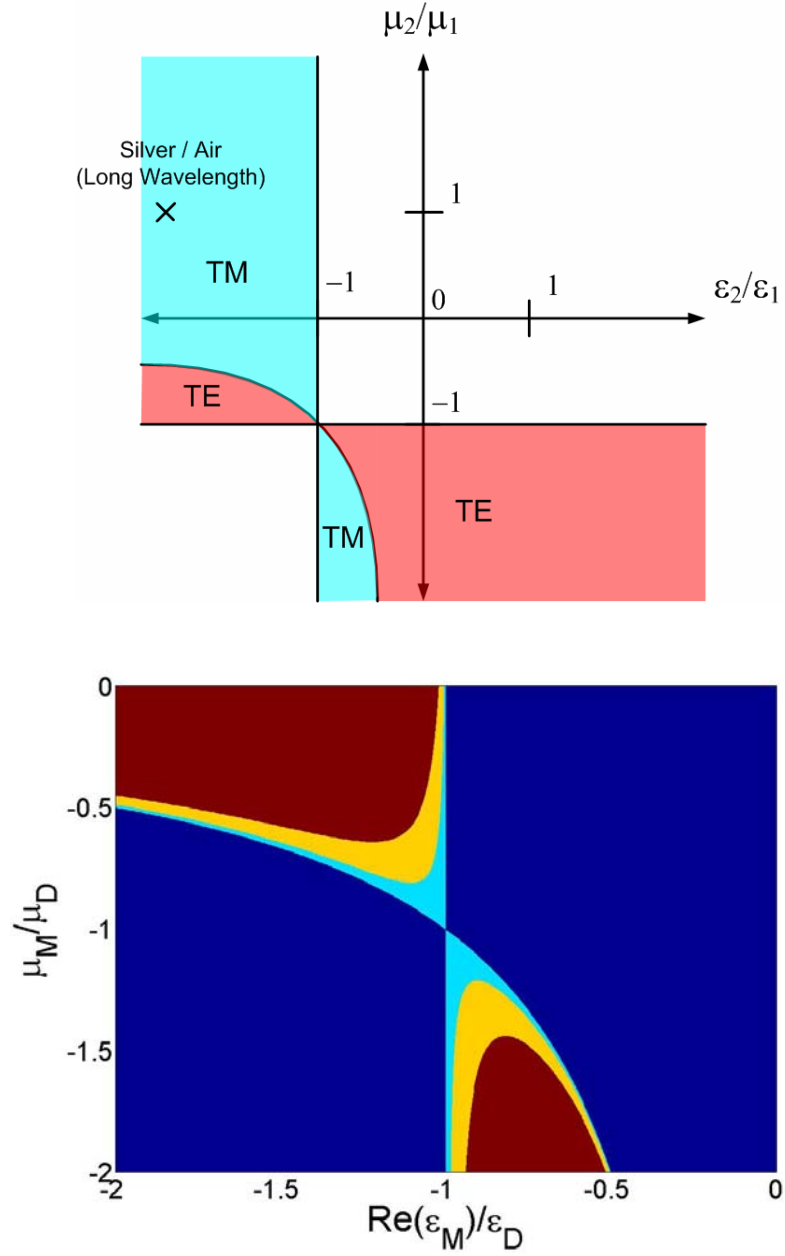 μ2/μ1
Silver / Air
(Long Wavelength)
1
TM
−1
0
1
ε2/ε1
TE
−1
TM
TE
0
-0.5
-1
-1.5
-2
μM/μD
-2
-1.5
-1
-0.5
0
Re(εM)/εD